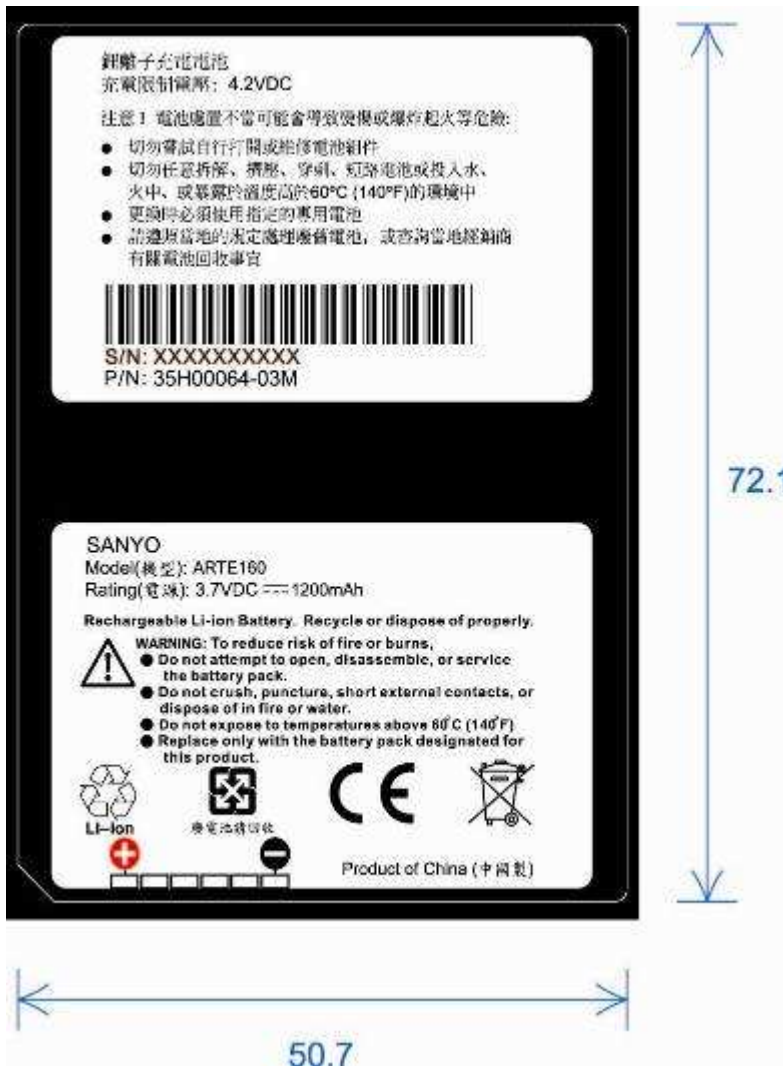 鋰離子充電電池
充電限制電壓: 4.2VDC
注意! 電池處置不當可能會導致燙傷或爆炸起火等危險:
● 切勿嘗試自行打開或維修電池組件
● 切勿任意拆解、擠壓、穿刺、短路電池或投入水、
火中、或暴露於溫度高於60°C (140°F)的環境中
● 更換時必須使用指定的專用電池
● 請遵照當地的規定處理廢舊電池, 或咨詢當地經銷商
有關電池回收事宜
S/N: XXXXXXXXXX
P/N: 35H00064-03M
72.1
SANYO
Model(機型): ARTE160
Rating(電源): 3.7VDC 1200mAh
Rechargeable Li-ion Battery. Recycle or dispose of properly.
WARNING: To reduce risk of fire or burns,
● Do not attempt to open, disassemble, or service
the battery pack.
● Do not crush, puncture, short external contacts, or
dispose of in fire or water.
● Do not expose to temperatures above 60°C (140°F)
● Replace only with the battery pack designated for
this product.
CE
Li-ion
廢電池請回收
+ −
Product of China (中國製)
50.7